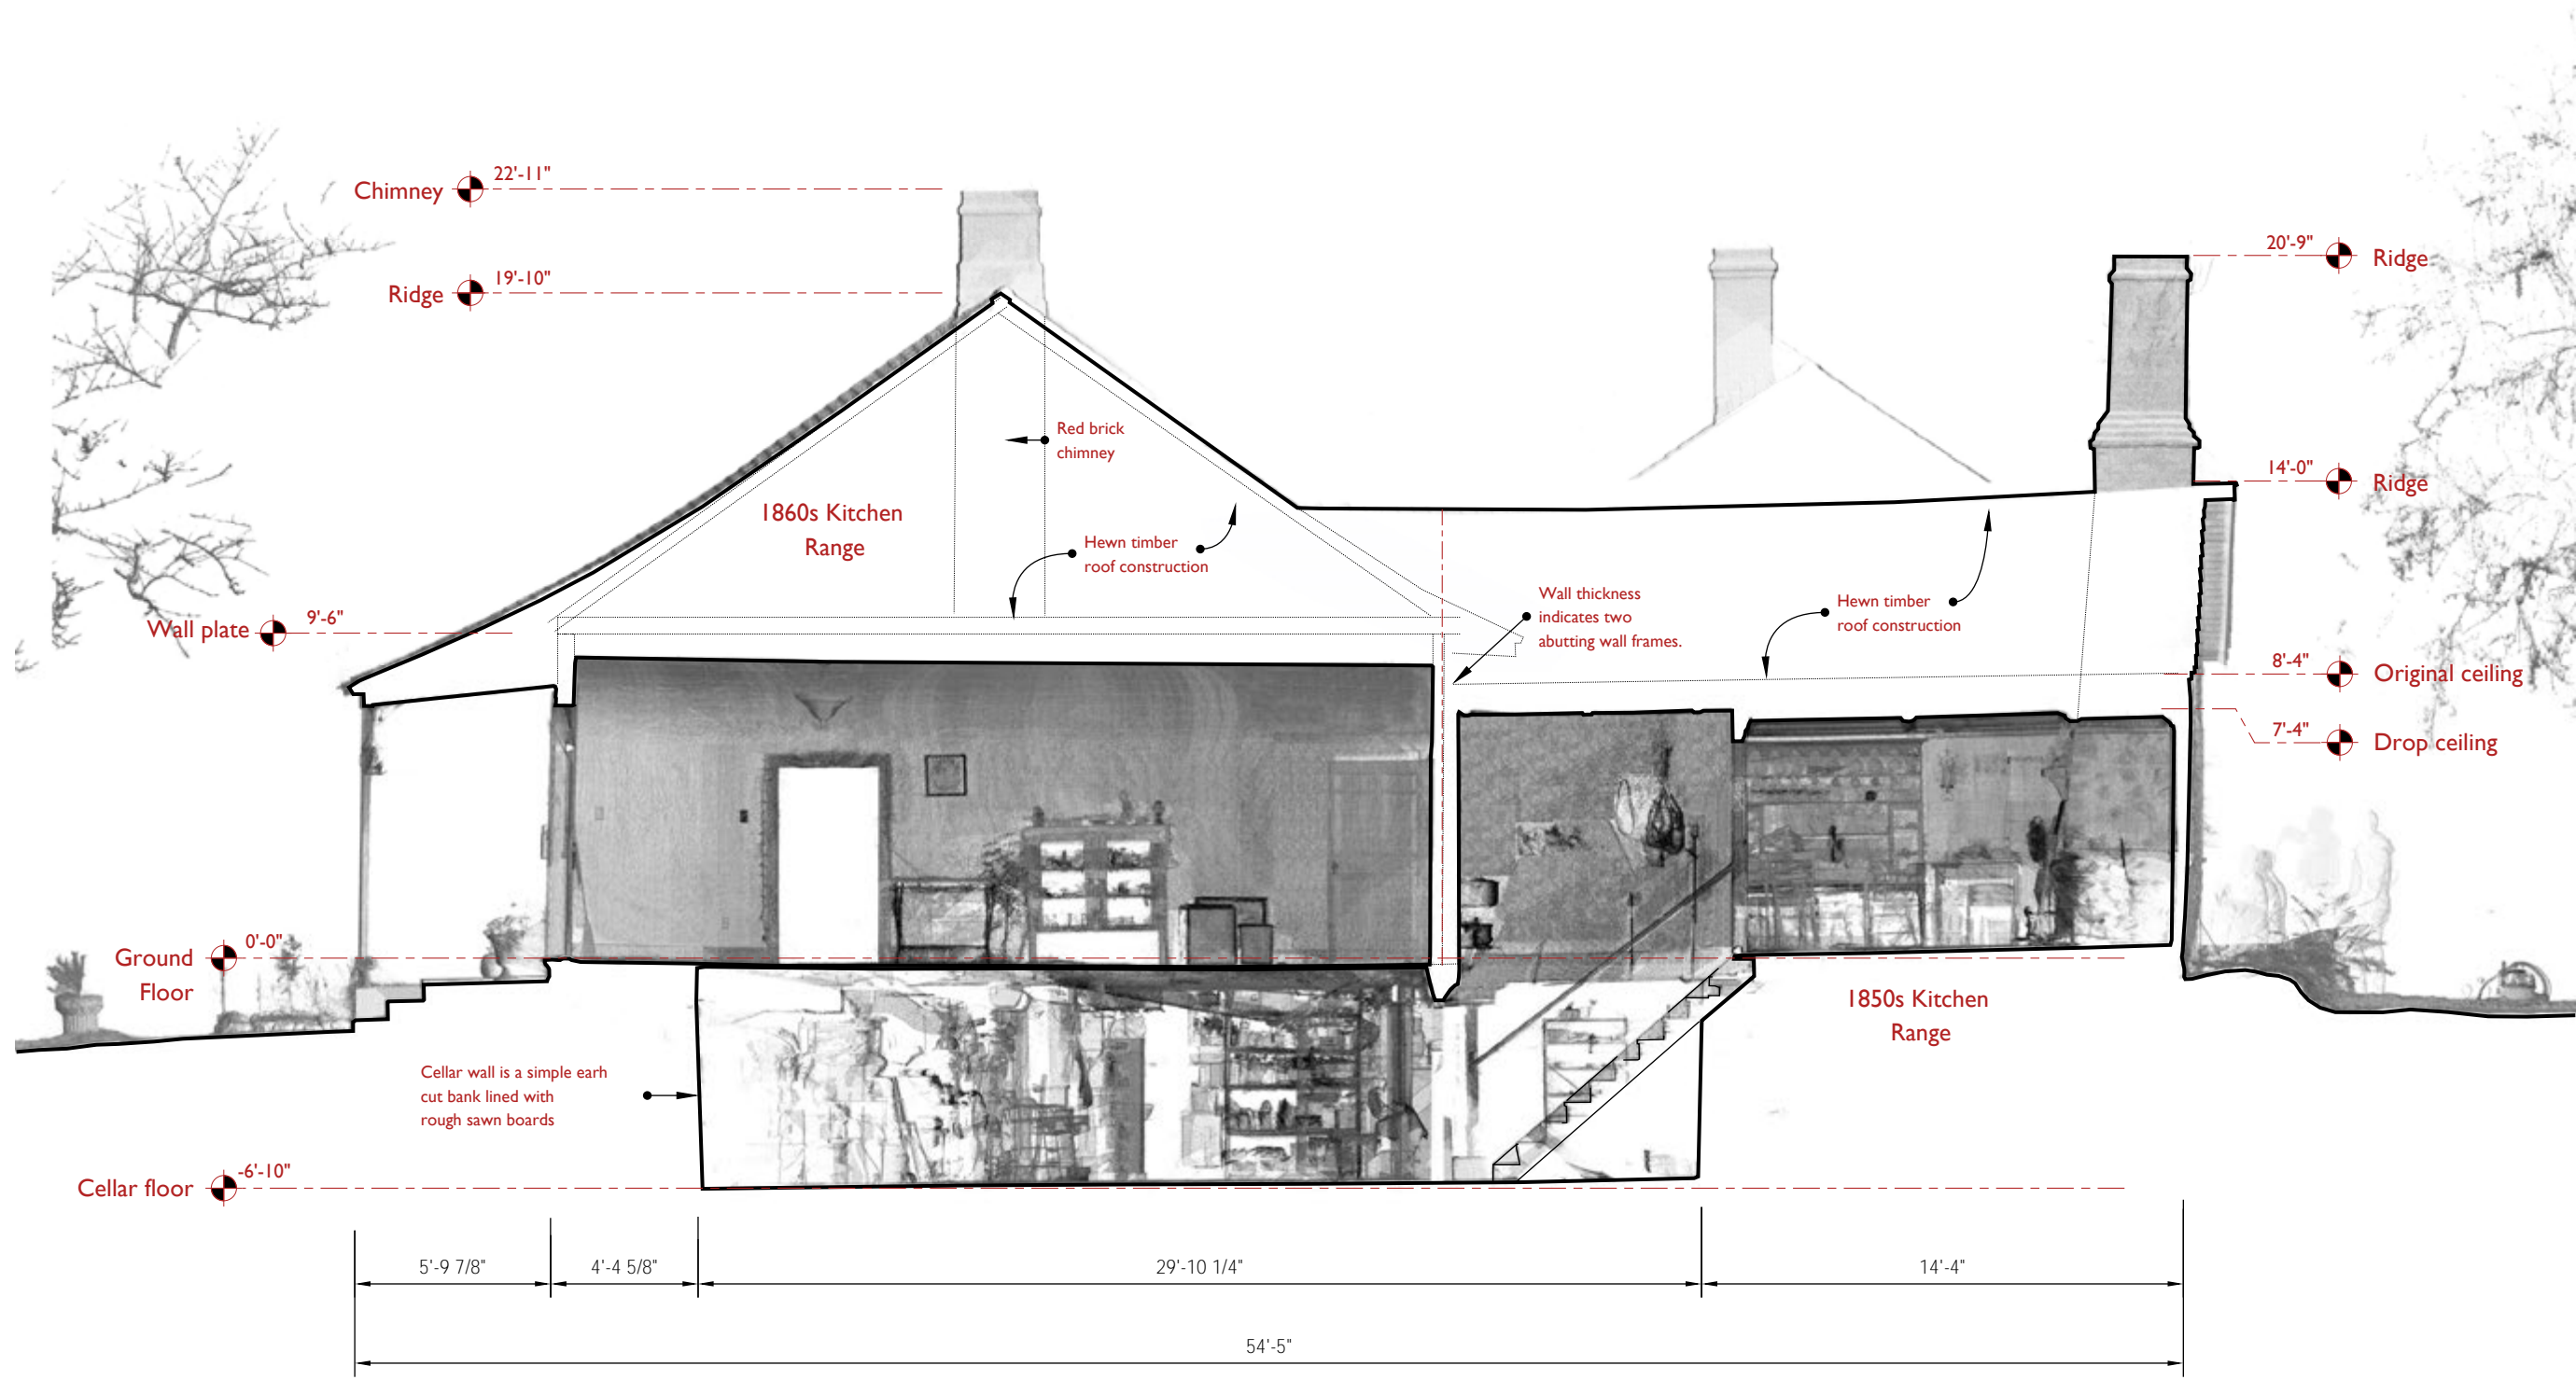 22'-11"
Chimney
20'-9"
Ridge
19'-10"
Ridge
Red brick
chimney
14'-0"
Ridge
1860s Kitchen
Range
Hewn timber
roof construction
Wall thickness
indicates two
abutting wall frames.
Hewn timber
roof construction
9'-6"
Wall plate
8'-4"
Original ceiling
7'-4"
Drop ceiling
0'-0"
Ground
Floor
1850s Kitchen
Range
Cellar wall is a simple earh
cut bank lined with
rough sawn boards
-6'-10"
Cellar floor
5'-9 7/8"
4'-4 5/8"
29'-10 1/4"
14'-4"
54'-5"